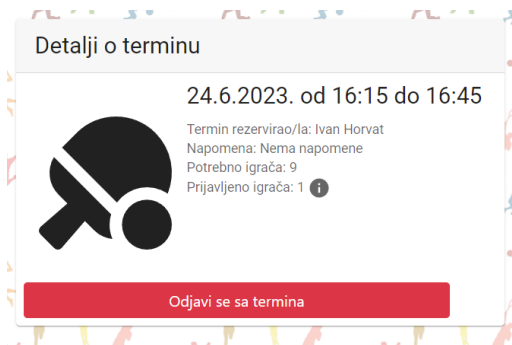 Detalji o terminu
24.6.2023. od 16:15 do 16:45
Termin rezervirao/la: Ivan Horvat
Napomena: Nema napomene
Potrebno igrača: 9
Prijavljeno igrača: 1 i
Odjavi se sa termina